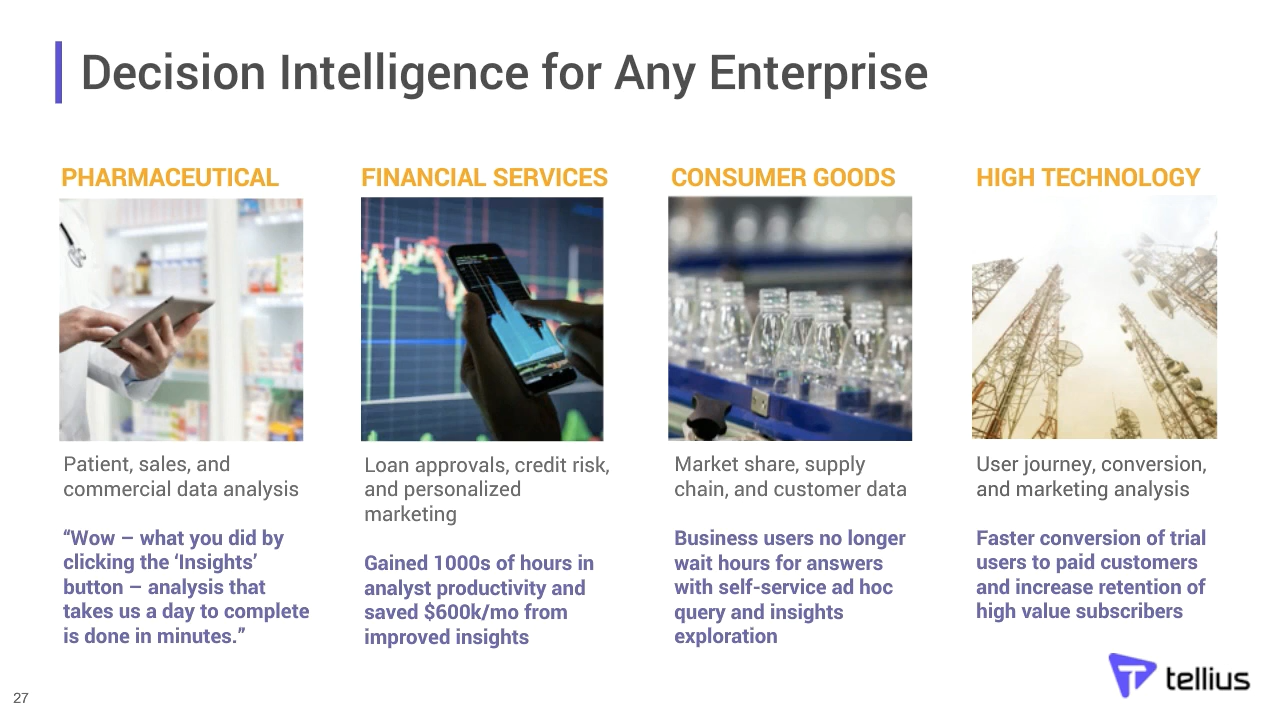 Decision Intelligence for Any Enterprise
PHARMACEUTICAL
Patient, sales, and
commercial data analysis
“Wow – what you did by
clicking the ‘Insights’
button – analysis that
takes us a day to complete
is done in minutes.”
FINANCIAL SERVICES
Loan approvals, credit risk,
and personalized
marketing
Gained 1000s of hours in
analyst productivity and
saved $600k/mo from
improved insights
CONSUMER GOODS
Market share, supply
chain, and customer data
Business users no longer
wait hours for answers
with self-service ad hoc
query and insights
exploration
HIGH TECHNOLOGY
User journey, conversion,
and marketing analysis
Faster conversion of trial
users to paid customers
and increase retention of
high value subscribers
27
tellius